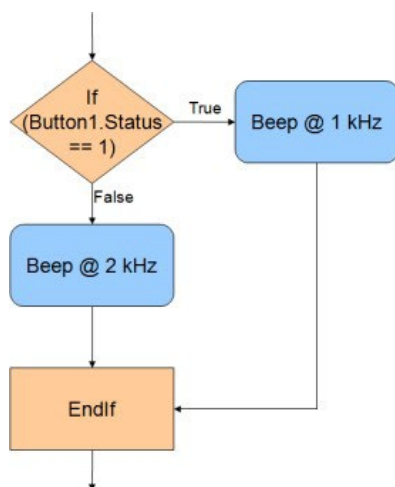 If
(Button1.Status
== 1)
True
Beep @ 1 kHz
False
Beep @ 2 kHz
EndIf